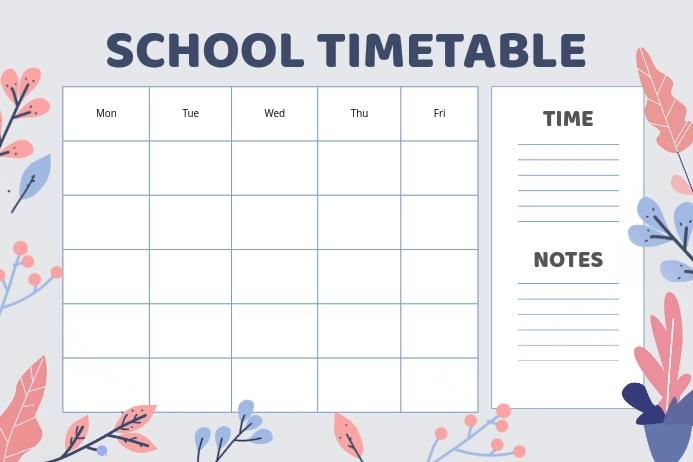 SCHOOL TIMETABLE
Mon Tue Wed Thu Fri
TIME
NOTES